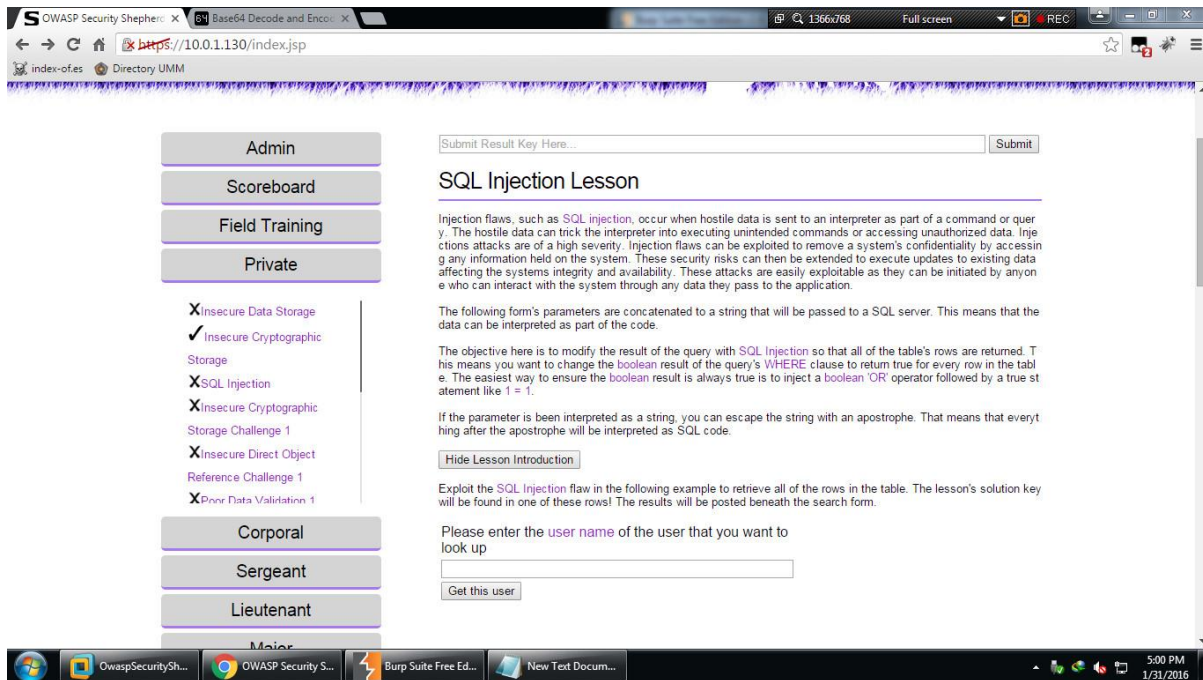 OWASP Security Shepher
Base64 Decode and Encoc
1366x768
Full screen
REC
https://10.0.1.130/index.jsp
2
index-of.es
Directory UMM
Admin
Scoreboard
Field Training
Private
XInsecure Data Storage
✓Insecure Cryptographic
Storage
XSQL Injection
XInsecure Cryptographic
Storage Challenge 1
XInsecure Direct Object
Reference Challenge 1
XPoor Data Validation 1
Corporal
Sergeant
Lieutenant
Major
Submit Result Key Here...
Submit
SQL Injection Lesson
Injection flaws, such as SQL injection, occur when hostile data is sent to an interpreter as part of a command or quer
y. The hostile data can trick the interpreter into executing unintended commands or accessing unauthorized data. Inje
ctions attacks are of a high severity. Injection flaws can be exploited to remove a system's confidentiality by accessin
g any information held on the system. These security risks can then be extended to execute updates to existing data
affecting the systems integrity and availability. These attacks are easily exploitable as they can be initiated by anyon
e who can interact with the system through any data they pass to the application.
The following form's parameters are concatenated to a string that will be passed to a SQL server. This means that the
data can be interpreted as part of the code.
The objective here is to modify the result of the query with SQL Injection so that all of the table's rows are returned. T
his means you want to change the boolean result of the query's WHERE clause to return true for every row in the tabl
e. The easiest way to ensure the boolean result is always true is to inject a boolean 'OR' operator followed by a true st
atement like 1 = 1.
If the parameter is been interpreted as a string, you can escape the string with an apostrophe. That means that everyt
hing after the apostrophe will be interpreted as SQL code.
Hide Lesson Introduction
Exploit the SQL Injection flaw in the following example to retrieve all of the rows in the table. The lesson's solution key
will be found in one of these rows! The results will be posted beneath the search form.
Please enter the user name of the user that you want to
look up
Get this user
OwaspSecuritySh...
OWASP Security S...
Burp Suite Free Ed...
New Text Docum...
5:00 PM
1/31/2016